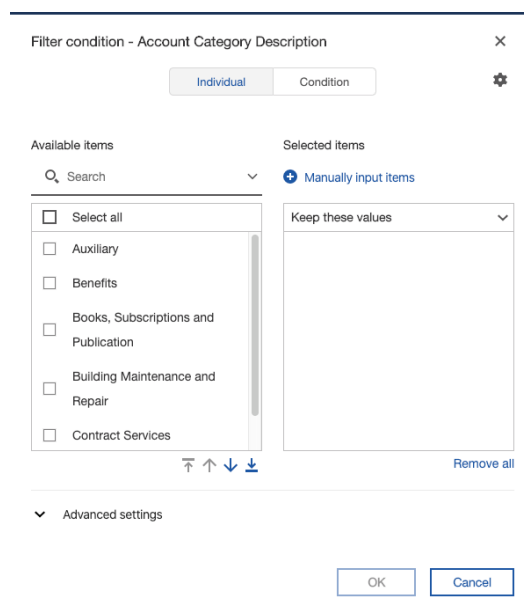 Filter condition - Account Category Description
Individual
Condition
Available items
Selected items
Search
Manually input items
Select all
Keep these values
Auxiliary
Benefits
Books, Subscriptions and
Publication
Building Maintenance and
Repair
Contract Services
Remove all
Advanced settings
OK
Cancel